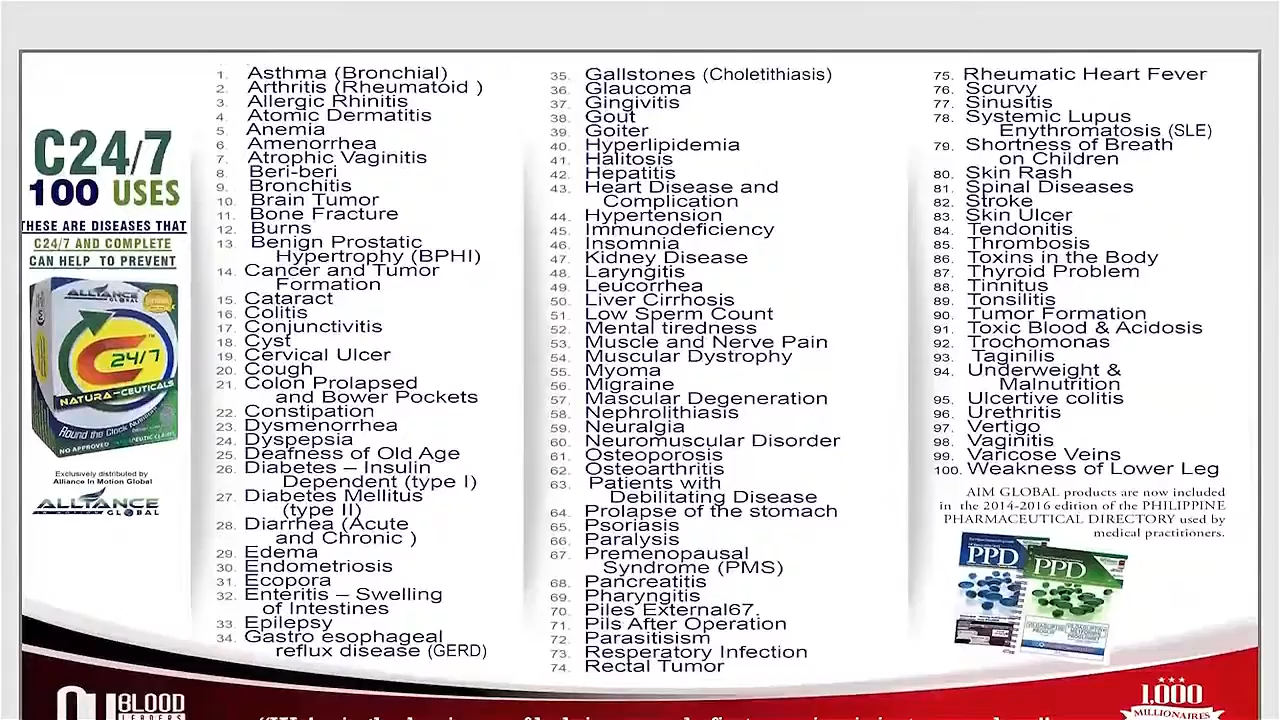 C24/7
100 USES
THESE ARE DISEASES THAT
C24/7 AND COMPLETE
CAN HELP TO PREVENT
ALLIANCE
GLOBAL
C 24/7
NATURA-CEUTICALS
Round the Clock
NO APPROVED
Exclusively distributed by
Alliance In Motion Global
ALLIANCE
IN MOTION GLOBAL
1. Asthma (Bronchial)
2. Arthritis (Rheumatoid )
3. Allergic Rhinitis
4. Atomic Dermatitis
5. Anemia
6. Amenorrhea
7. Atrophic Vaginitis
8. Beri-beri
9. Bronchitis
10. Brain Tumor
11. Bone Fracture
12. Burns
13. Benign Prostatic
Hypertrophy (BPHI)
14. Cancer and Tumor
Formation
15. Cataract
16. Colitis
17. Conjunctivitis
18. Cyst
19. Cervical Ulcer
20. Cough
21. Colon Prolapsed
and Bower Pockets
22. Constipation
23. Dysmenorrhea
24. Dyspepsia
25. Deafness of Old Age
26. Diabetes – Insulin
Dependent (type I)
27. Diabetes Mellitus
(type II)
28. Diarrhea (Acute
and Chronic )
29. Edema
30. Endometriosis
31. Ecopora
32. Enteritis – Swelling
of Intestines
33. Epilepsy
34. Gastro esophageal
reflux disease (GERD)
35. Gallstones (Choletithiasis)
36. Glaucoma
37. Gingivitis
38. Gout
39. Goiter
40. Hyperlipidemia
41. Halitosis
42. Hepatitis
43. Heart Disease and
Complication
44. Hypertension
45. Immunodeficiency
46. Insomnia
47. Kidney Disease
48. Laryngitis
49. Leucorrhea
50. Liver Cirrhosis
51. Low Sperm Count
52. Mental tiredness
53. Muscle and Nerve Pain
54. Muscular Dystrophy
55. Myoma
56. Migraine
57. Mascular Degeneration
58. Nephrolithiasis
59. Neuralgia
60. Neuromuscular Disorder
61. Osteoporosis
62. Osteoarthritis
63. Patients with
Debilitating Disease
64. Prolapse of the stomach
65. Psoriasis
66. Paralysis
67. Premenopausal
Syndrome (PMS)
68. Pancreatitis
69. Pharyngitis
70. Piles External67.
71. Pils After Operation
72. Parasitisism
73. Resperatory Infection
74. Rectal Tumor
75. Rheumatic Heart Fever
76. Scurvy
77. Sinusitis
78. Systemic Lupus
Enythromatosis (SLE)
79. Shortness of Breath
on Children
80. Skin Rash
81. Spinal Diseases
82. Stroke
83. Skin Ulcer
84. Tendonitis
85. Thrombosis
86. Toxins in the Body
87. Thyroid Problem
88. Tinnitus
89. Tonsilitis
90. Tumor Formation
91. Toxic Blood & Acidosis
92. Trochomonas
93. Taginilis
94. Underweight &
Malnutrition
95. Ulcertive colitis
96. Urethritis
97. Vertigo
98. Vaginitis
99. Varicose Veins
100. Weakness of Lower Leg
AIM GLOBAL products are now included
in the 2014-2016 edition of the PHILIPPINE
PHARMACEUTICAL DIRECTORY used by
medical practitioners.
PPD
PPD
BLOOD
LEADERS
1,000
MILLIONAIRES